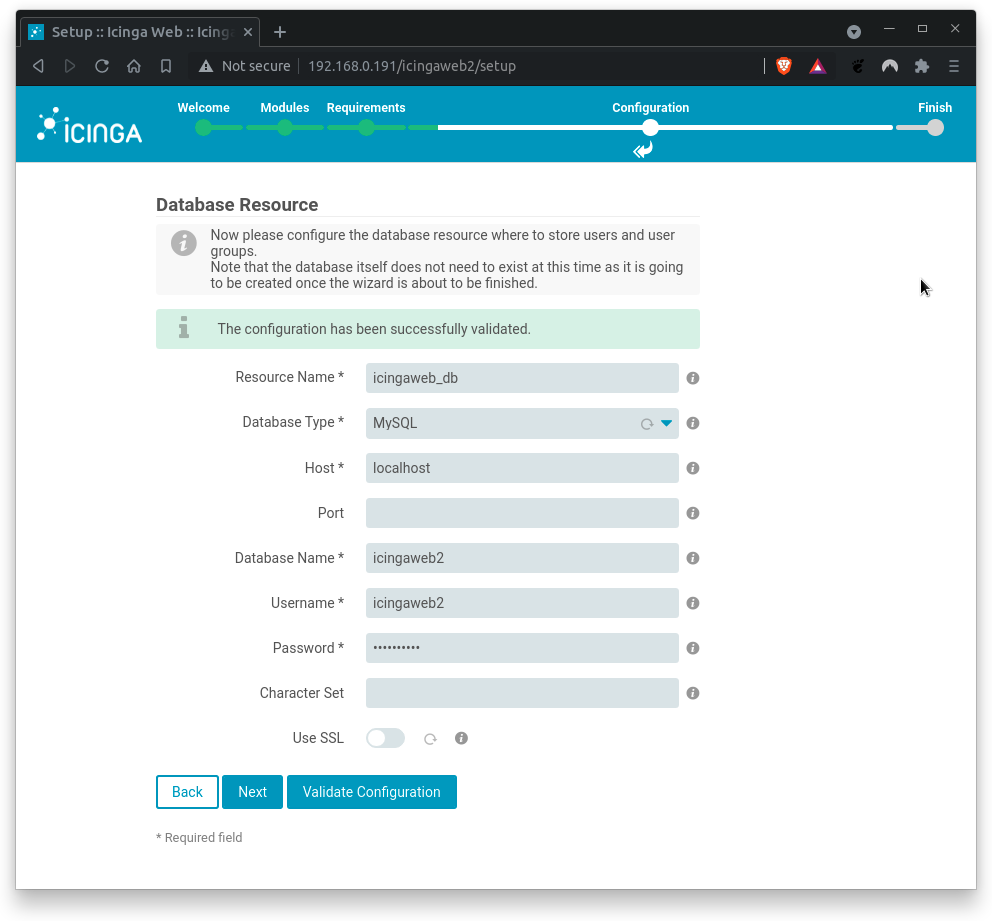 Setup :: Icinga Web :: Icing
Not secure
192.168.0.191/icingaweb2/setup
ICINGA
Welcome
Modules
Requirements
Configuration
Finish
Database Resource
Now please configure the database resource where to store users and user
groups.
Note that the database itself does not need to exist at this time as it is going
to be created once the wizard is about to be finished.
The configuration has been successfully validated.
Resource Name *
icingaweb_db
Database Type *
MySQL
Host *
localhost
Port
Database Name *
icingaweb2
Username *
icingaweb2
Password *
••••••••••
Character Set
Use SSL
Back
Next
Validate Configuration
* Required field